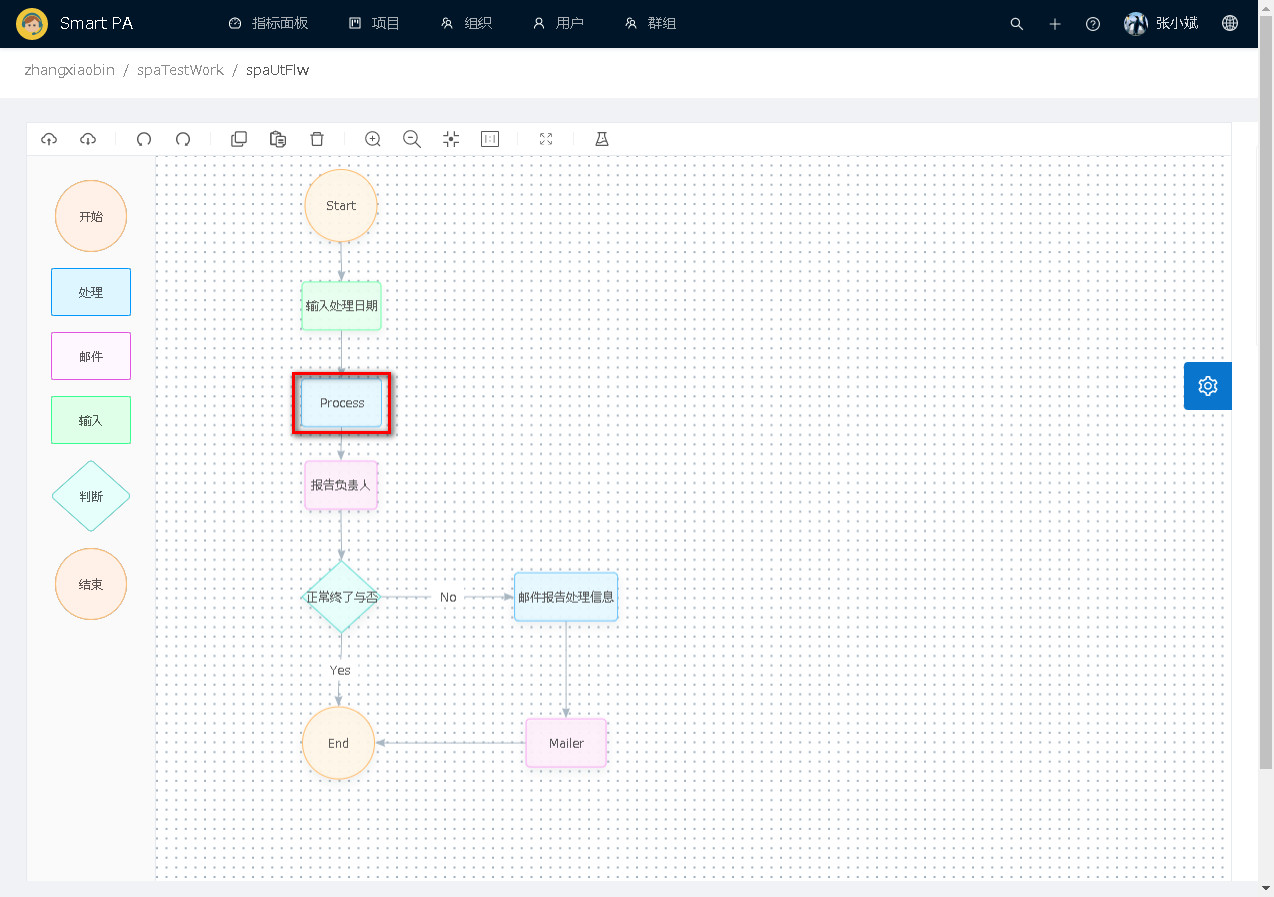 Smart PA 指标面板 项目 组织 用户 群组 张小斌
zhangxiaobin / spaTestWork / spaUtFlw
开始
处理
邮件
输入
判断
结束
Start
输入处理日期
Process
报告负责人
正常终了与否
No
邮件报告处理信息
Yes
End
Mailer